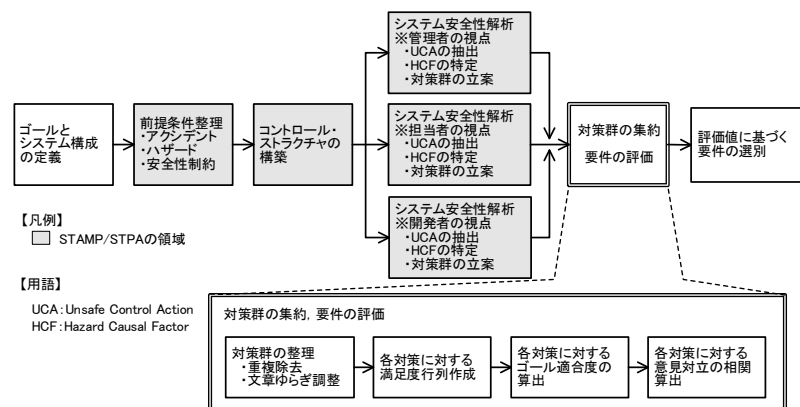 システム安全性解析
※管理者の視点
・UCAの抽出
・HCFの特定
・対策群の立案
ゴールと
システム構成
の定義
前提条件整理
・アクシデント
・ハザード
・安全性制約
コントロール・
ストラクチャの
構築
システム安全性解析
※担当者の視点
・UCAの抽出
・HCFの特定
・対策群の立案
対策群の集約
要件の評価
評価値に基づく
要件の選別
システム安全性解析
※開発者の視点
・UCAの抽出
・HCFの特定
・対策群の立案
【凡例】
STAMP/STPAの領域
【用語】
UCA:Unsafe Control Action
HCF:Hazard Causal Factor
対策群の集約, 要件の評価
対策群の整理
・重複除去
・文章ゆらぎ調整
各対策に対する
満足度行列作成
各対策に対する
ゴール適合度の
算出
各対策に対する
意見対立の相関
算出